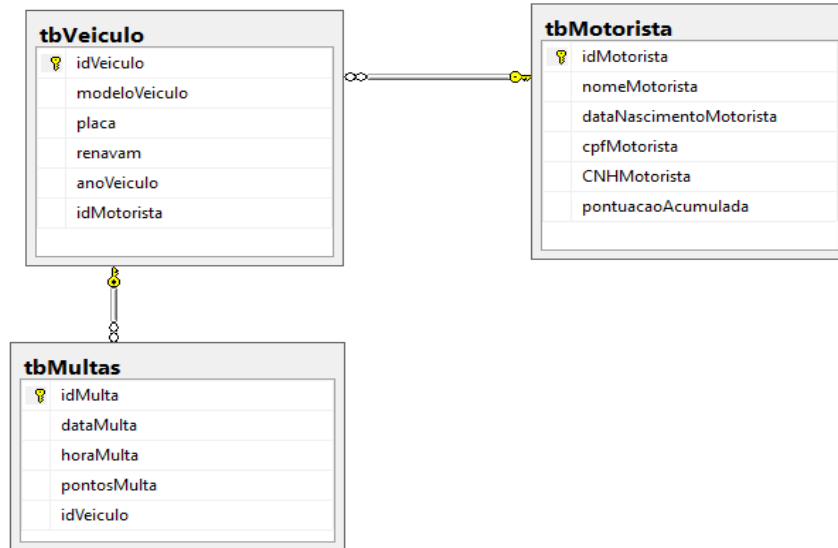 tbVeiculo
idVeiculo
modeloVeiculo
placa
renavam
anoVeiculo
idMotorista
tbMotorista
idMotorista
nomeMotorista
dataNascimentoMotorista
cpfMotorista
CNHMotorista
pontuacaoAcumulada
tbMultas
idMulta
dataMulta
horaMulta
pontosMulta
idVeiculo